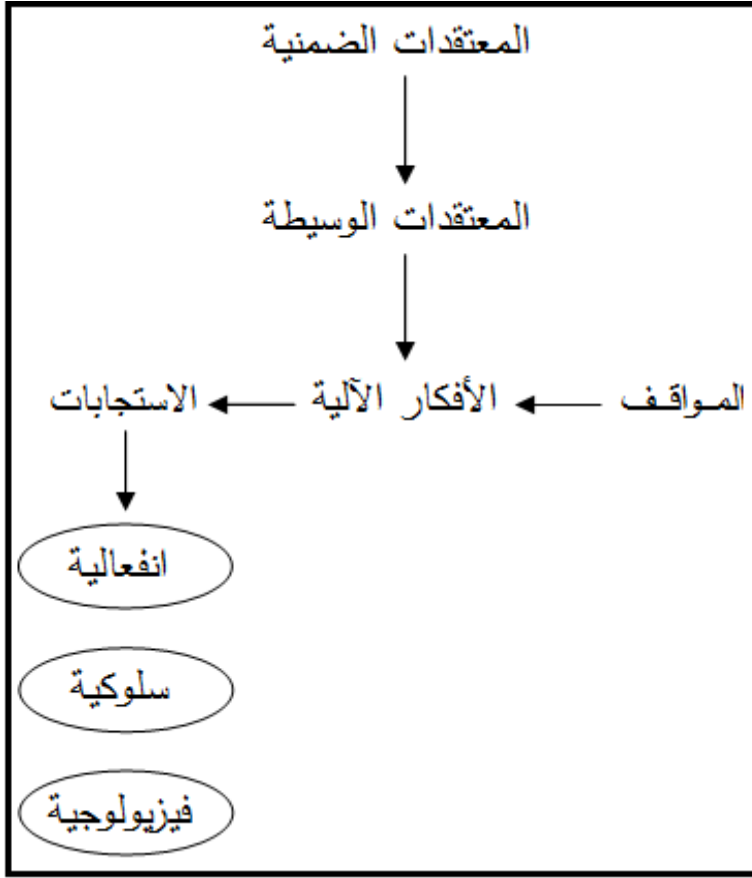 المعتقدات الضمنية
المعتقدات الوسيطة
المواقف الأفكار الآلية الاستجابات
انفعالية
سلوكية
فيزيولوجية